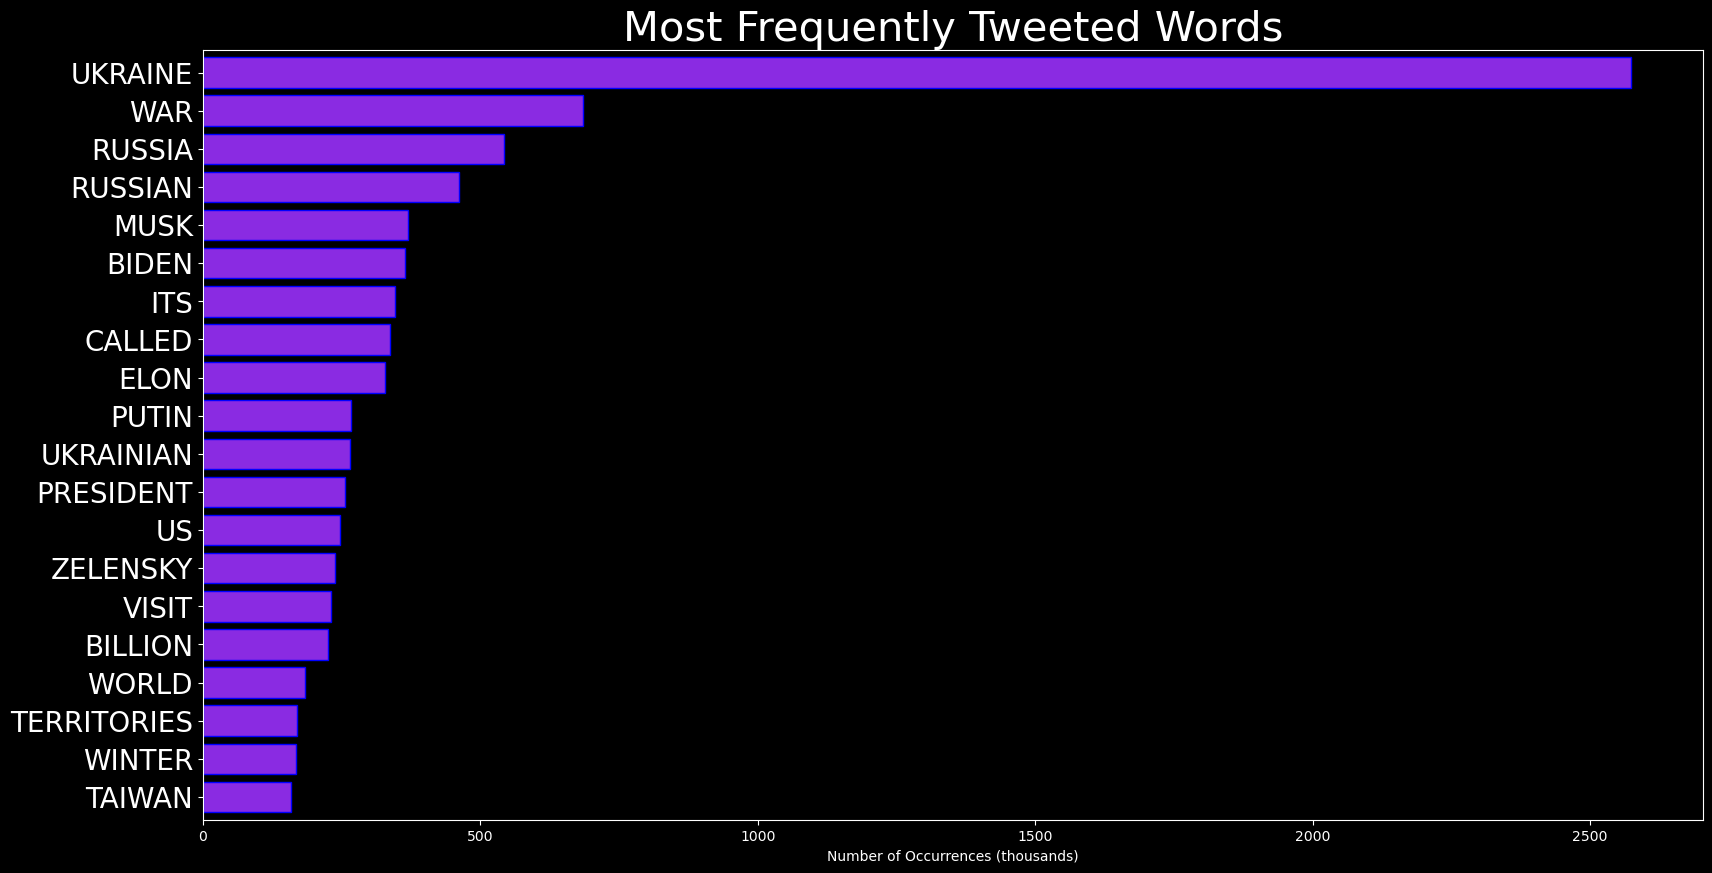 Most Frequently Tweeted Words
UKRAINE
WAR
RUSSIA
RUSSIAN
MUSK
BIDEN
ITS
CALLED
ELON
PUTIN
UKRAINIAN
PRESIDENT
US
ZELENSKY
VISIT
BILLION
WORLD
TERRITORIES
WINTER
TAIWAN
0 500 1000 1500 2000 2500
Number of Occurrences (thousands)